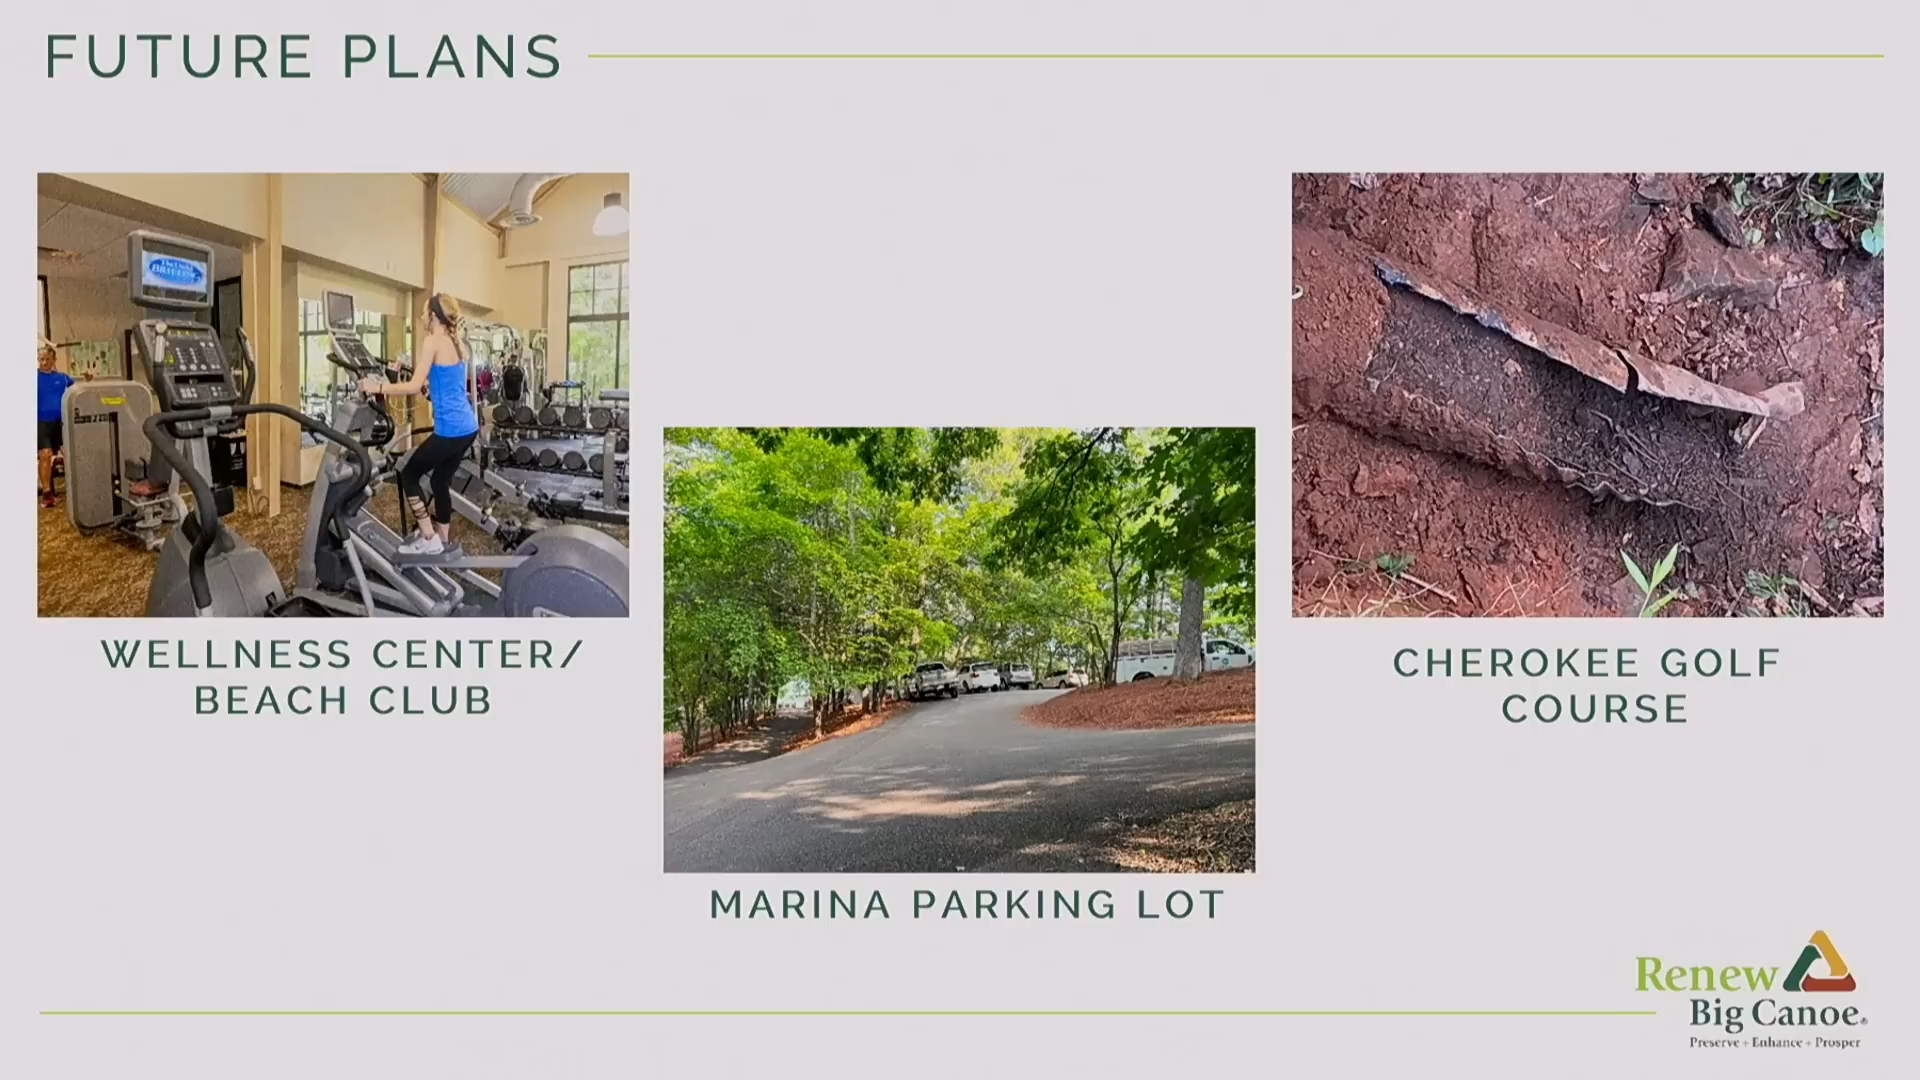 FUTURE PLANS
WELLNESS CENTER/
BEACH CLUB
MARINA PARKING LOT
CHEROKEE GOLF
COURSE
Renew
Big Canoe®
Preserve + Enhance + Prosper